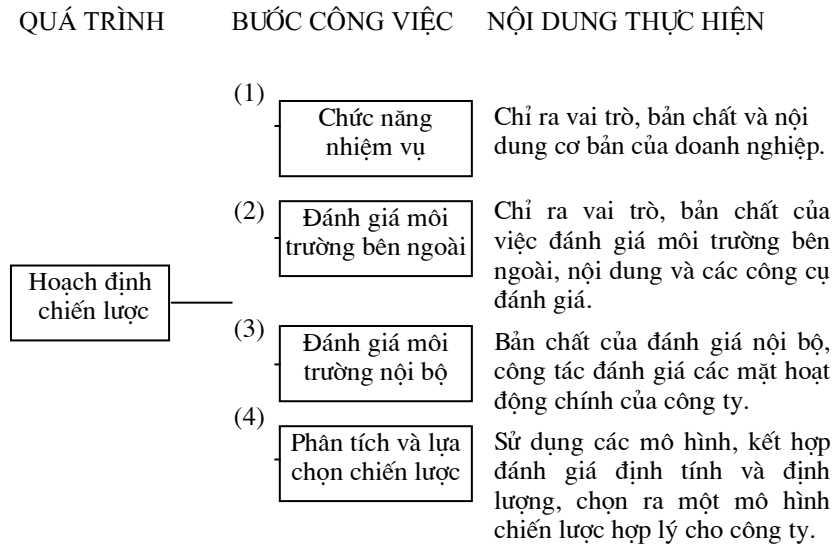 QUÁ TRÌNH BƯỚC CÔNG VIỆC NỘI DUNG THỰC HIỆN
(1)
Chức năng
nhiệm vụ
Chỉ ra vai trò, bản chất và nội
dung cơ bản của doanh nghiệp.
(2)
Đánh giá môi
trường bên ngoài
Chỉ ra vai trò, bản chất của
việc đánh giá môi trường bên
ngoài, nội dung và các công cụ
đánh giá.
Hoạch định
chiến lược
(3)
Đánh giá môi
trường nội bộ
Bản chất của đánh giá nội bộ,
công tác đánh giá các mặt hoạt
động chính của công ty.
(4)
Phân tích và lựa
chọn chiến lược
Sử dụng các mô hình, kết hợp
đánh giá định tính và định
lượng, chọn ra một mô hình
chiến lược hợp lý cho công ty.